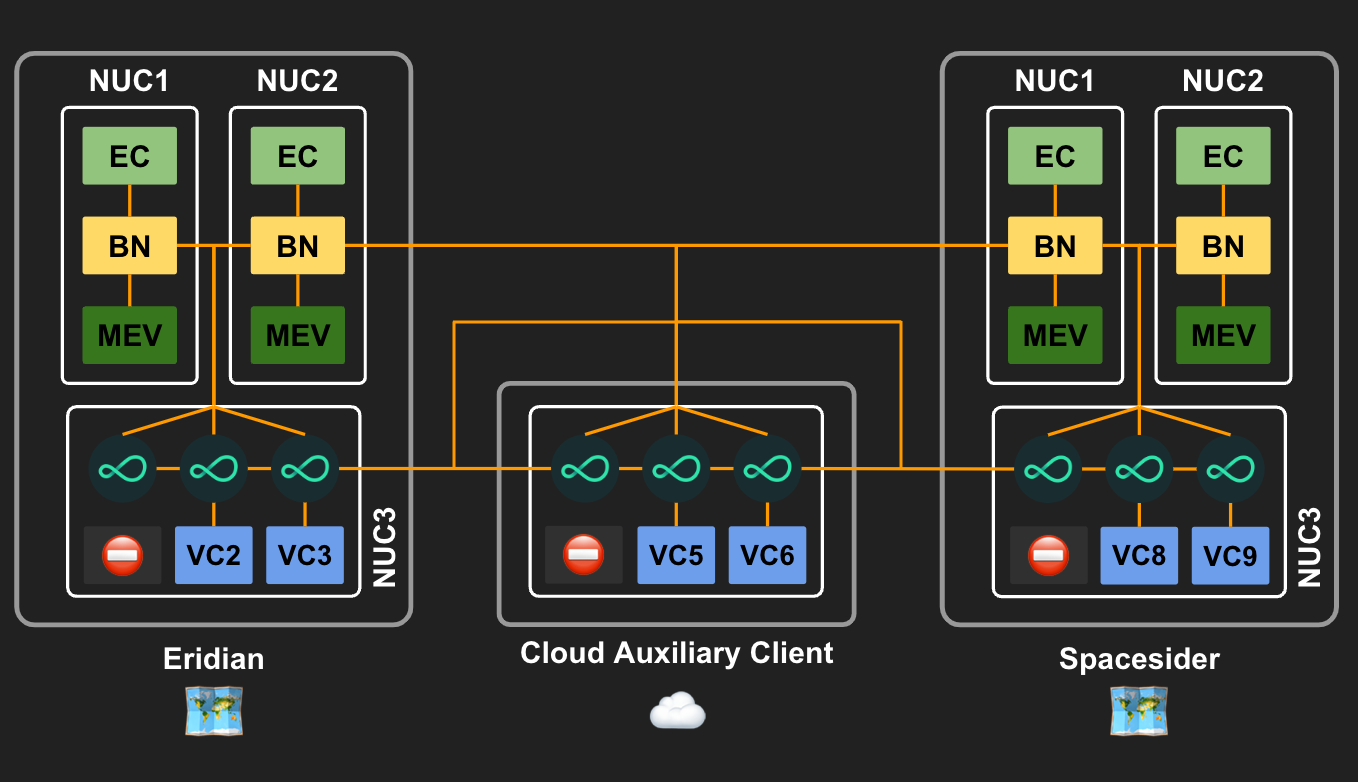 NUC1
NUC2
EC
EC
BN
BN
MEV
MEV
VC2
VC3
NUC3
Eridian
VC5
VC6
Cloud Auxiliary Client
NUC1
NUC2
EC
EC
BN
BN
MEV
MEV
VC8
VC9
NUC3
Spacesider